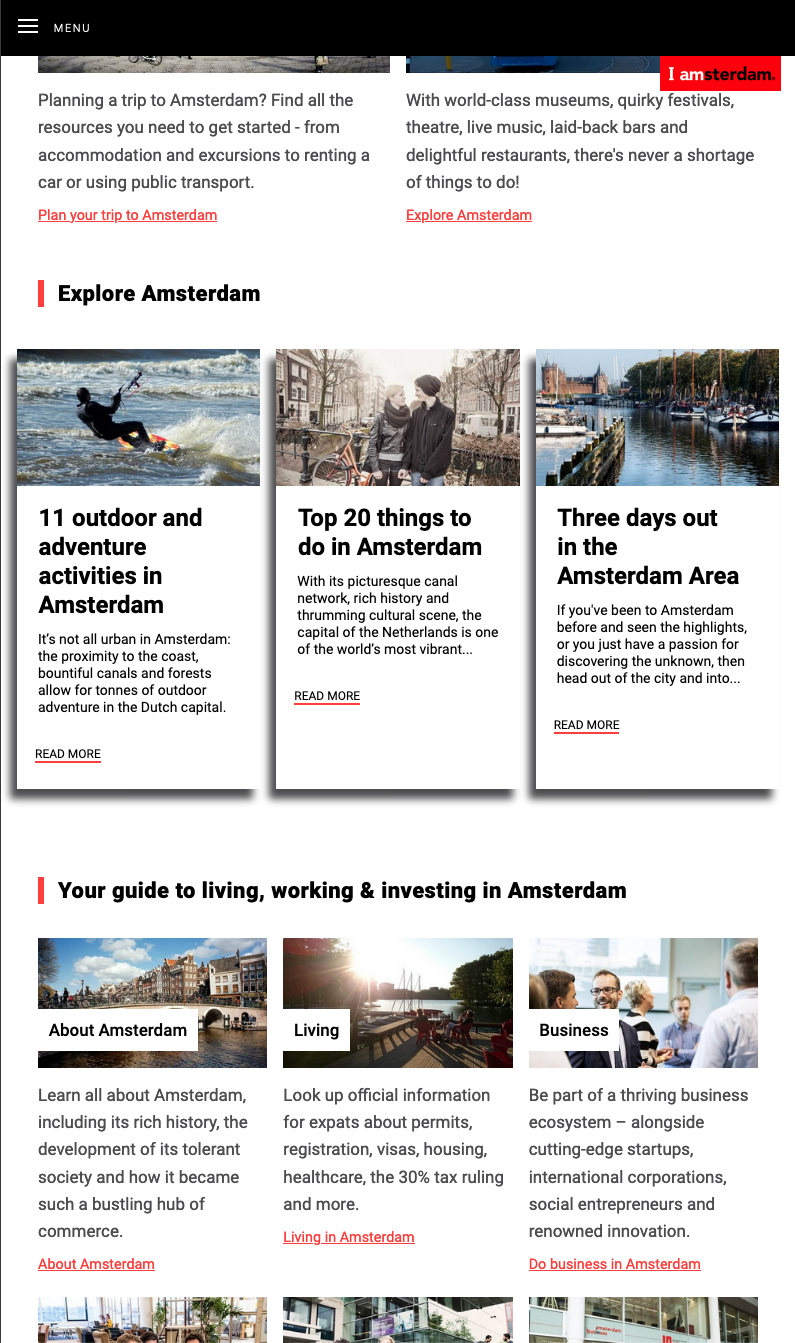 MENU
I amsterdam.
Planning a trip to Amsterdam? Find all the
resources you need to get started - from
accommodation and excursions to renting a
car or using public transport.
Plan your trip to Amsterdam
With world-class museums, quirky festivals,
theatre, live music, laid-back bars and
delightful restaurants, there's never a shortage
of things to do!
Explore Amsterdam
Explore Amsterdam
11 outdoor and
adventure
activities in
Amsterdam
It’s not all urban in Amsterdam:
the proximity to the coast,
bountiful canals and forests
allow for tonnes of outdoor
adventure in the Dutch capital.
READ MORE
Top 20 things to
do in Amsterdam
With its picturesque canal
network, rich history and
thrumming cultural scene, the
capital of the Netherlands is one
of the world’s most vibrant...
READ MORE
Three days out
in the
Amsterdam Area
If you've been to Amsterdam
before and seen the highlights,
or you just have a passion for
discovering the unknown, then
head out of the city and into...
READ MORE
Your guide to living, working & investing in Amsterdam
About Amsterdam
Learn all about Amsterdam,
including its rich history, the
development of its tolerant
society and how it became
such a bustling hub of
commerce.
About Amsterdam
Living
Look up official information
for expats about permits,
registration, visas, housing,
healthcare, the 30% tax ruling
and more.
Living in Amsterdam
Business
Be part of a thriving business
ecosystem – alongside
cutting-edge startups,
international corporations,
social entrepreneurs and
renowned innovation.
Do business in Amsterdam
amsterdam
business